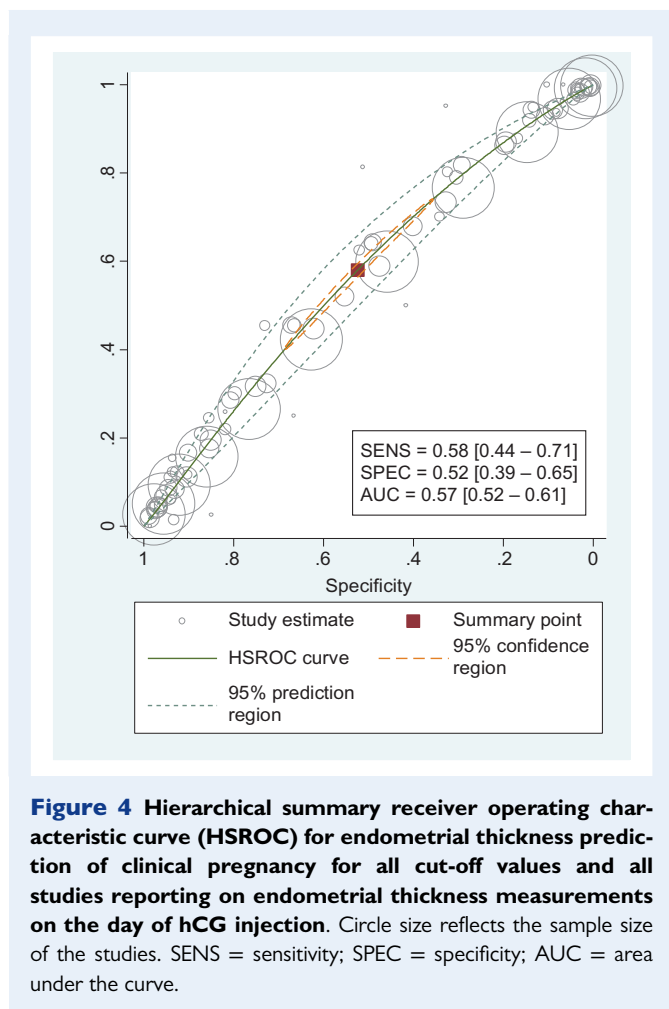 1
.8
.6
.4
.2
0
SENS = 0.58 [0.44 – 0.71]
SPEC = 0.52 [0.39 – 0.65]
AUC = 0.57 [0.52 – 0.61]
1 .8 .6 .4 .2 0
Specificity
Study estimate Summary point
HSROC curve 95% confidence
region
95% prediction
region
Figure 4 Hierarchical summary receiver operating char-
acteristic curve (HSROC) for endometrial thickness predic-
tion of clinical pregnancy for all cut-off values and all
studies reporting on endometrial thickness measurements
on the day of hCG injection. Circle size reflects the sample size
of the studies. SENS = sensitivity; SPEC = specificity; AUC = area
under the curve.